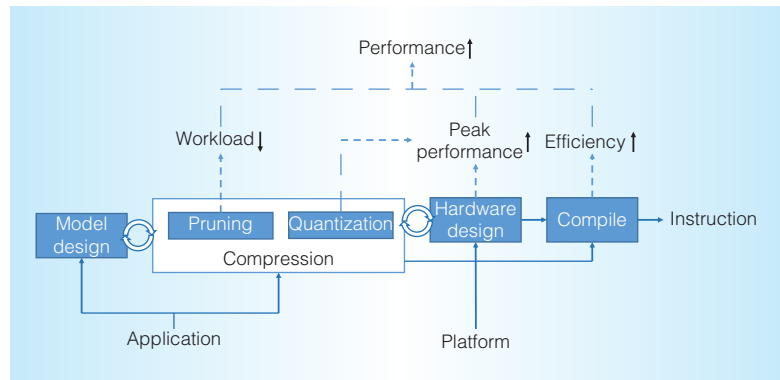 Performance
Workload
Peak
performance
Efficiency
Model
design
Pruning
Quantization
Compression
Hardware
design
Compile
Instruction
Application
Platform